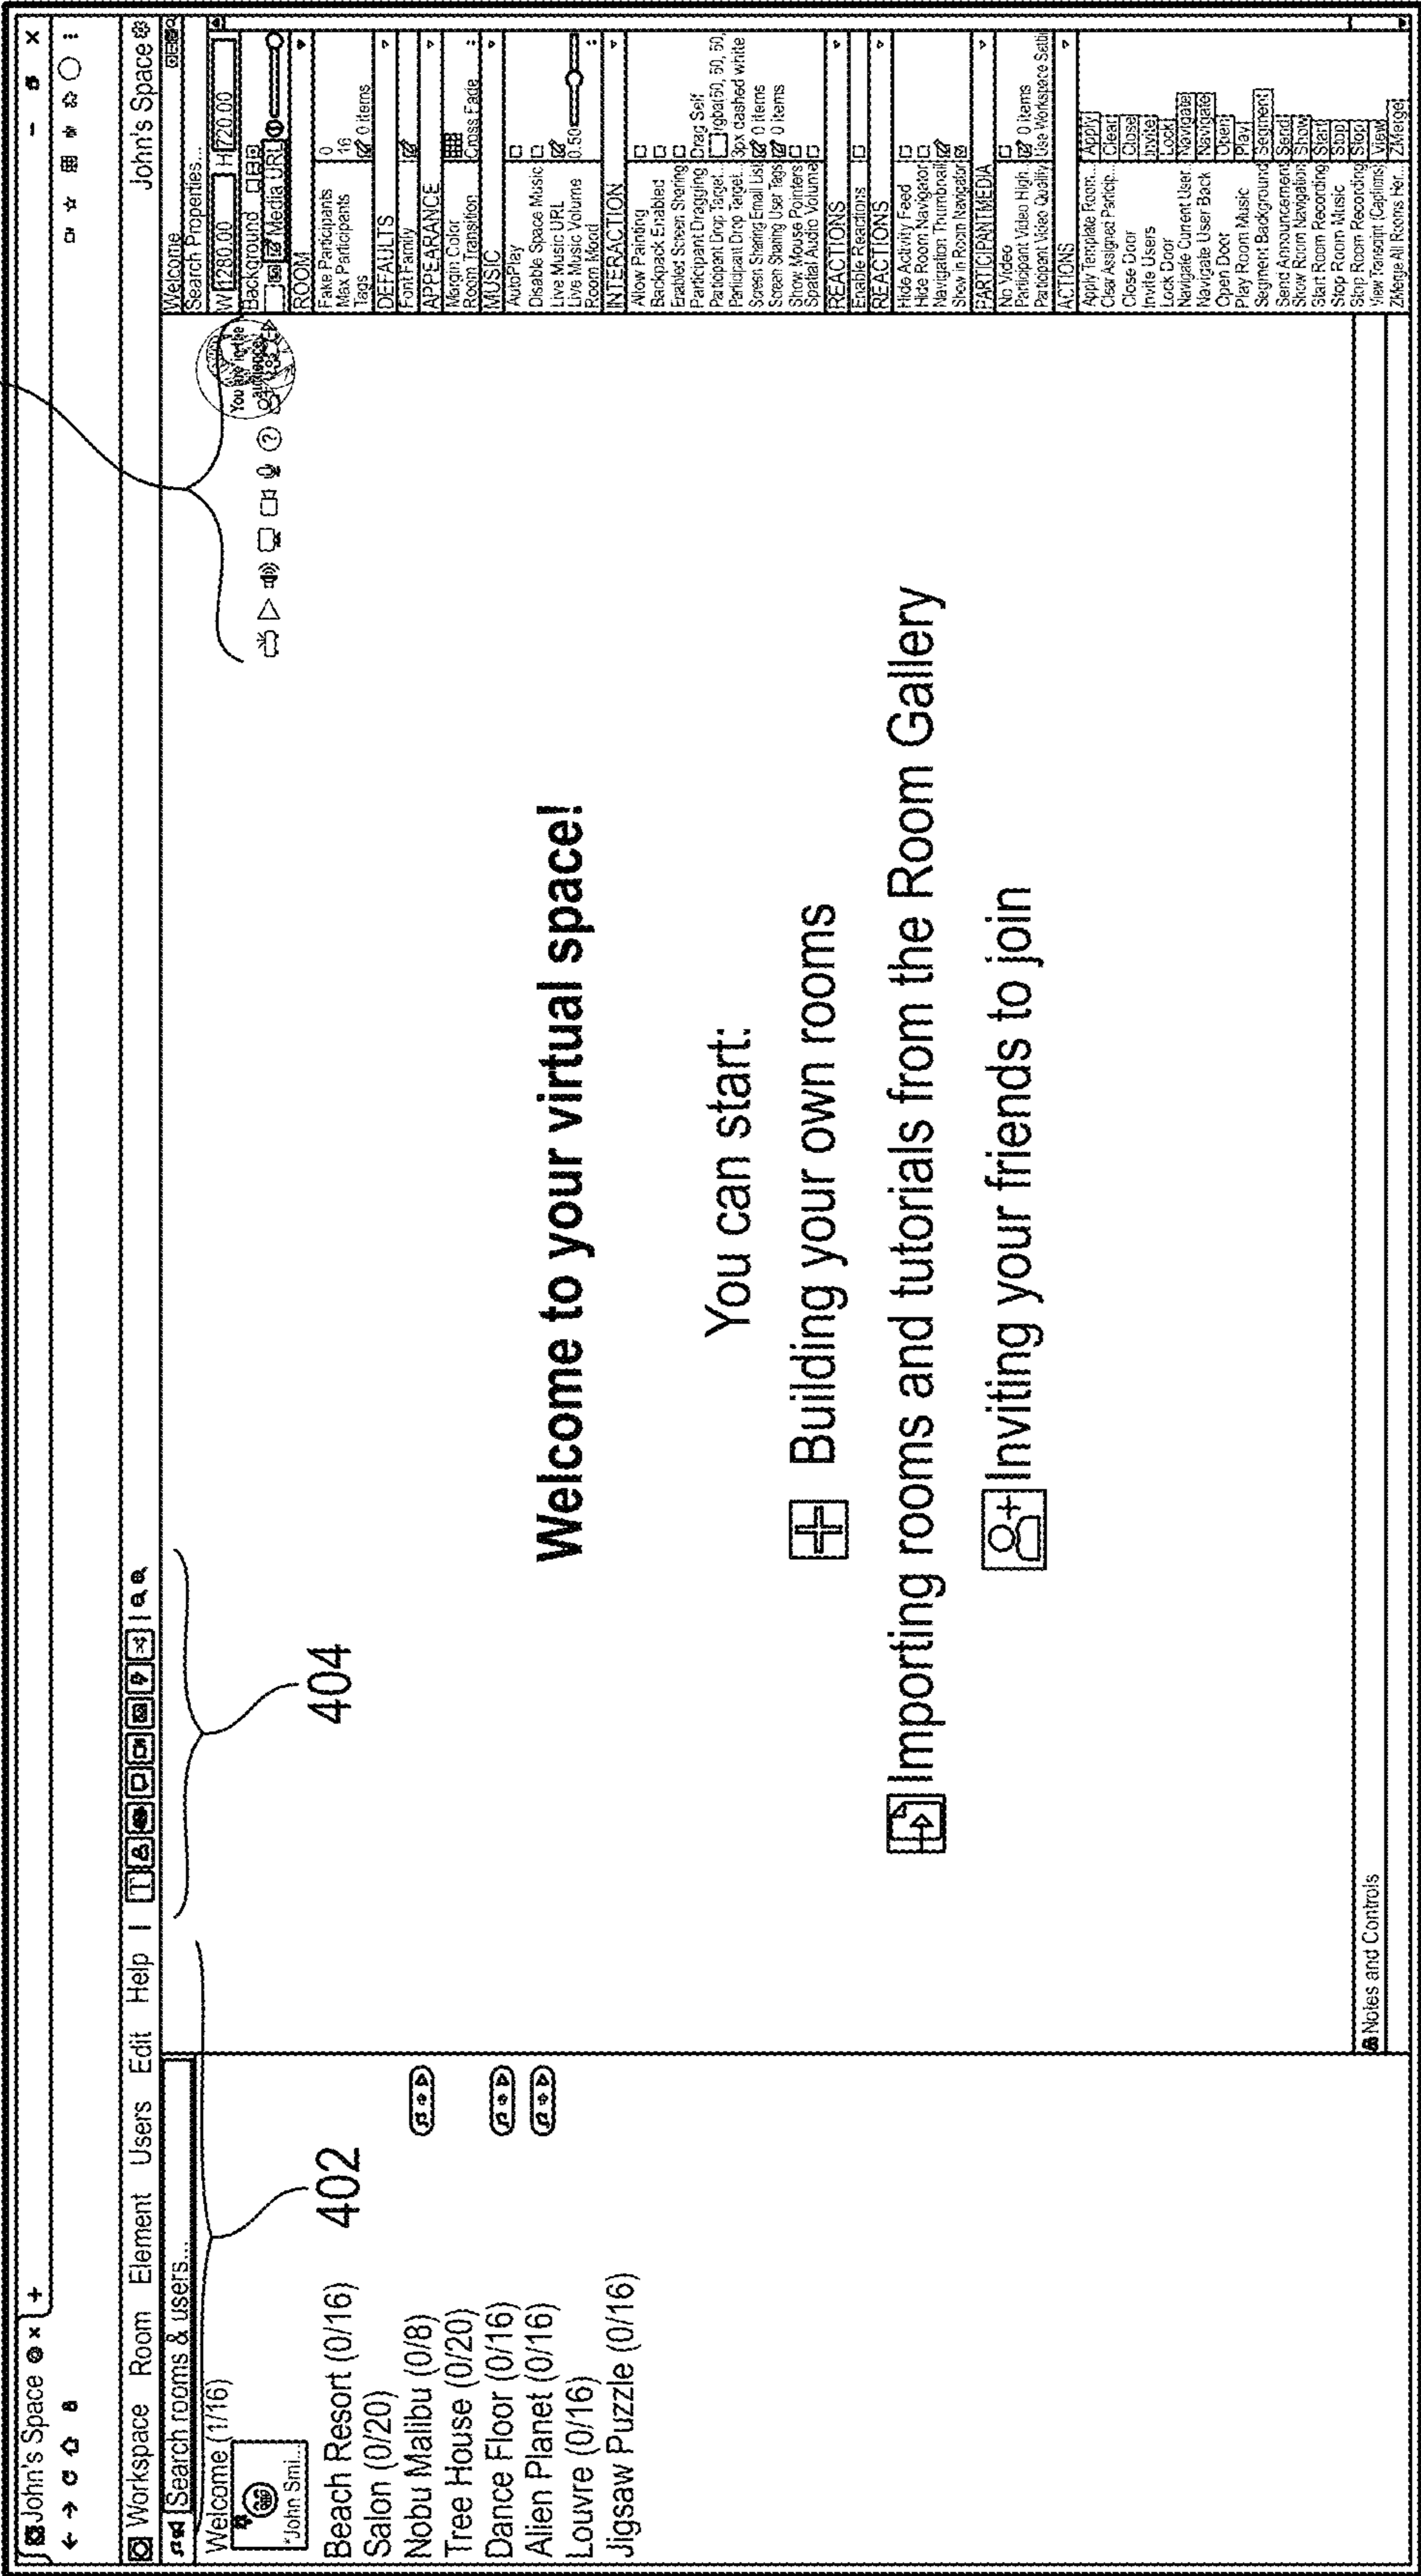 John's Space
Workspace Room Element Users Edit Help
John's Space
Search rooms & users...
Welcome (1/16)
*John Smi...
Beach Resort (0/16)
Salon (0/20)
Nobu Malibu (0/8)
Tree House (0/20)
Dance Floor (0/16)
Alien Planet (0/16)
Louvre (0/16)
Jigsaw Puzzle (0/16)
402
404
You are in the
audience
Welcome to your virtual space!
You can start:
Building your own rooms
Importing rooms and tutorials from the Room Gallery
Inviting your friends to join
Notes and Controls
Welcome
Search Properties...
W 1280.00 H 720.00
Background
Media URL
ROOM
Fake Participants 0
Max Participants 16
Tags 0 items
DEFAULTS
Font Family
APPEARANCE
Margin Color
Room Transition Cross Fade
MUSIC
AutoPlay
Disable Space Music
Live Music URL
Live Music Volume 0.50
Room Mood
INTERACTION
Allow Painting
Backpack Enabled
Enabled Screen Sharing
Participant Dragging Drag Self
Participant Drop Target... rgba(50, 50, 50,
Participant Drop Target... 3px dashed white
Screen Sharing Email List 0 items
Screen Sharing User Tags 0 items
Show Mouse Pointers
Spatial Audio Volume
REACTIONS
Enable Reactions
REACTIONS
Hide Activity Feed
Hide Room Navigator
Navigation Thumbnail
Show in Room Navigator
PARTICIPANTMEDIA
No Video
Participant Video High... 0 items
Participant Video Quality Use Workspace Setti
ACTIONS
Apply Template Room... Apply
Clear Assigned Particip... Clear
Close Door Close
Invite Users Invite
Lock Door Lock
Navigate Current User... Navigate
Navigate User Back Navigate
Open Door Open
Play Room Music Play
Segment Background Segment
Send Announcement Send
Show Room Navigation Show
Start Room Recording Start
Stop Room Music Stop
Stop Room Recording Stop
View Transcript (Captions) View
ZMerge All Rooms Her... ZMerge